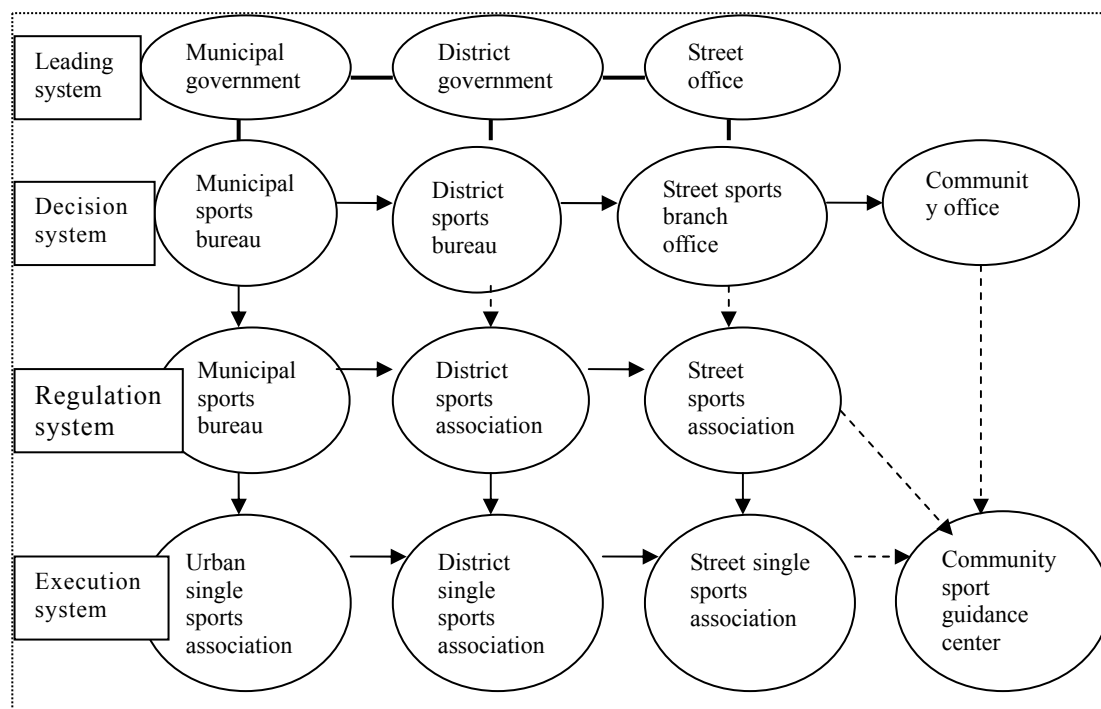 Leading
system
Municipal
government
District
government
Street
office
Decision
system
Municipal
sports
bureau
District
sports
bureau
Street sports
branch
office
Communit
y office
Regulation
system
Municipal
sports
bureau
District
sports
association
Street
sports
association
Execution
system
Urban
single
sports
association
District
single
sports
association
Street single
sports
association
Community
sport
guidance
center